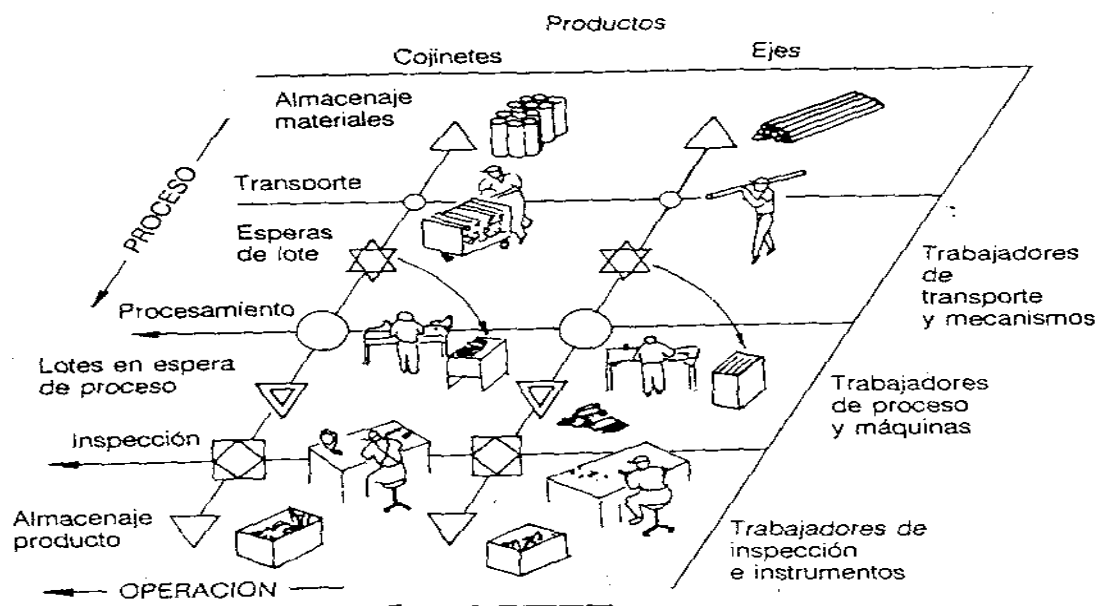 Productos
Cojinetes
Ejes
Almacenaje
materiales
PROCESO
Transporte
Esperas
de lote
Trabajadores
de
transporte
y mecanismos
Procesamiento
Lotes en espera
de proceso
Trabajadores
de proceso
y máquinas
Inspección
Almacenaje
producto
Trabajadores de
inspección
e instrumentos
OPERACION